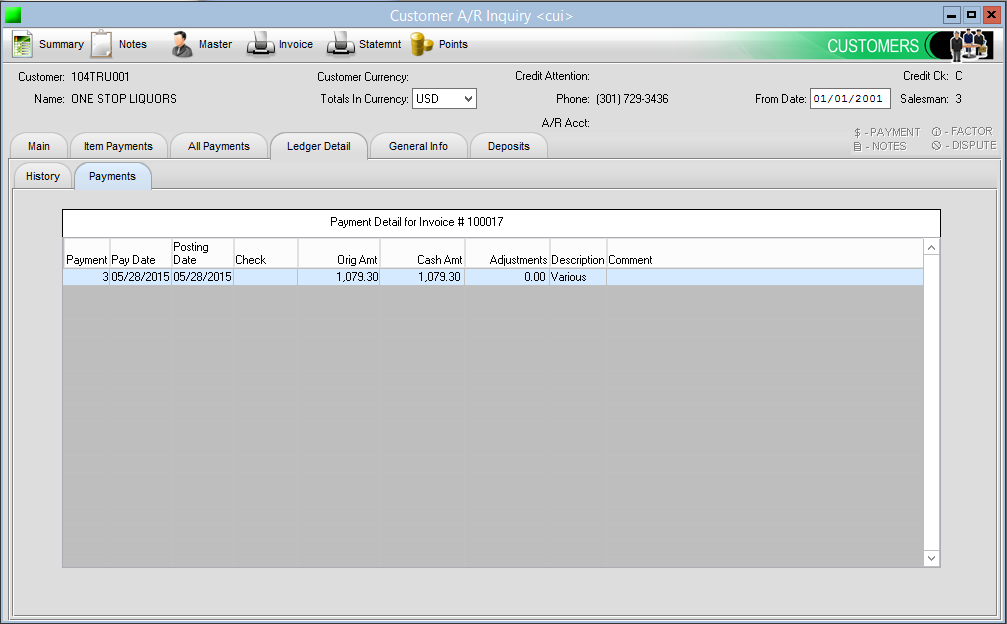 Customer A/R Inquiry <cui>
Summary Notes Master Invoice Statemnt Points CUSTOMERS
Customer: 104TRU001 Customer Currency: Credit Attention: Credit Ck: C
Name: ONE STOP LIQUORS Totals In Currency: USD Phone: (301) 729-3436 From Date: 01/01/2001 Salesman: 3
A/R Acct:
$ - PAYMENT - FACTOR
- NOTES - DISPUTE
Main Item Payments All Payments Ledger Detail General Info Deposits
History Payments
Payment Detail for Invoice # 100017
Payment Pay Date Posting Date Check Orig Amt Cash Amt Adjustments Description Comment
3 05/28/2015 05/28/2015 1,079.30 1,079.30 0.00 Various